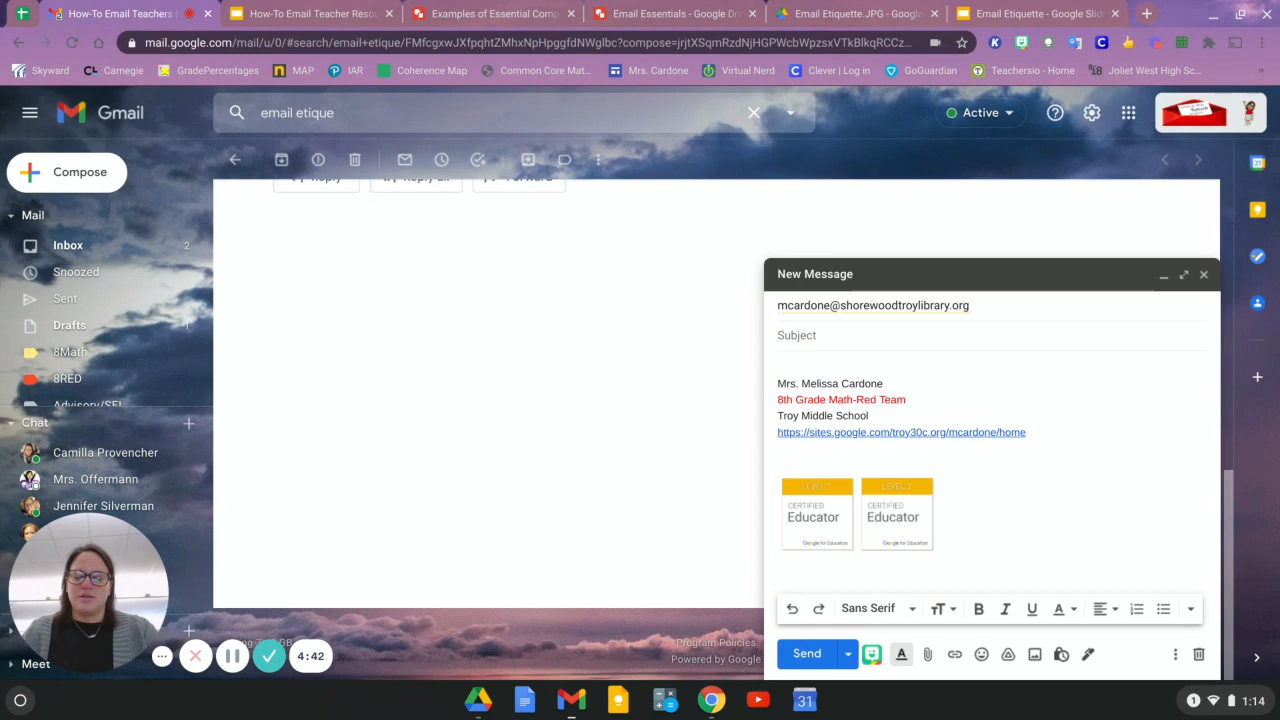 How-To Email Teachers
How-To Email Teacher Reso
Examples of Essential Comp
Email Essentials - Google Dra
Email Etiquette.JPG - Google
Email Etiquette - Google Slid
mail.google.com/mail/u/0/#search/email+etique/FMfcgxwJXfpqhtZMhxNpHpggfdNWglbc?compose=jrjtXSqmRzdNjHGPWcbWpzsxVTkBlkqRCCz...
Skyward
Carnegie
GradePercentages
MAP
PIAR
Coherence Map
Common Core Mat...
Mrs. Cardone
Virtual Nerd
Clever | Log in
GoGuardian
Teachersio · Home
Joliet West High Sc...
Gmail
email etique
Active
Compose
Mail
Inbox 2
Snoozed
Sent
Drafts 1
8Math
8RED
Advisory/SEL
Chat
Camilla Provencher
Mrs. Offermann
Jennifer Silverman
Meet
4:42
Reply
Reply all
Forward
Program Policies
Powered by Google
New Message
mcardone@shorewoodtroylibrary.org
Subject
Mrs. Melissa Cardone
8th Grade Math-Red Team
Troy Middle School
https://sites.google.com/troy30c.org/mcardone/home
LEVEL 1
CERTIFIED
Educator
Google for Education
LEVEL 2
CERTIFIED
Educator
Google for Education
Sans Serif
Send
31
1 1:14